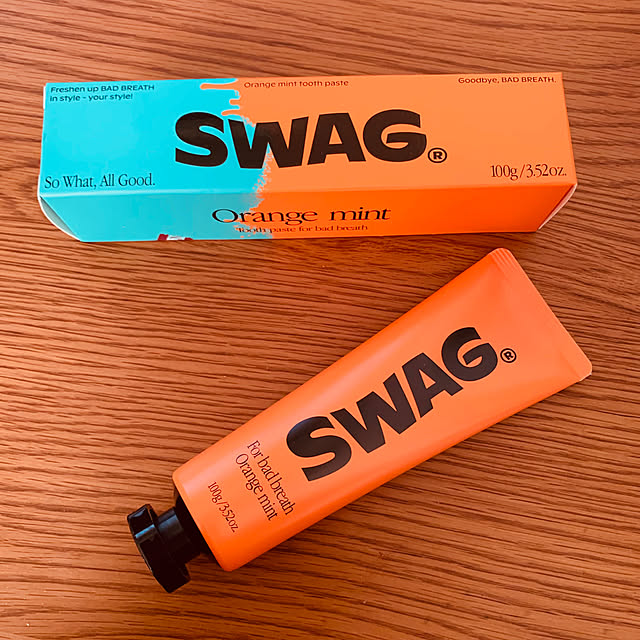 Freshen up BAD BREATH
in style - your style!
Orange mint tooth paste
Goodbye, BAD BREATH.
SWAG®
So What, All Good.
100g/3.52oz.
Orange mint
Tooth paste for bad breath
SWAG®
For bad breath
Orange mint
100g/3.52oz.